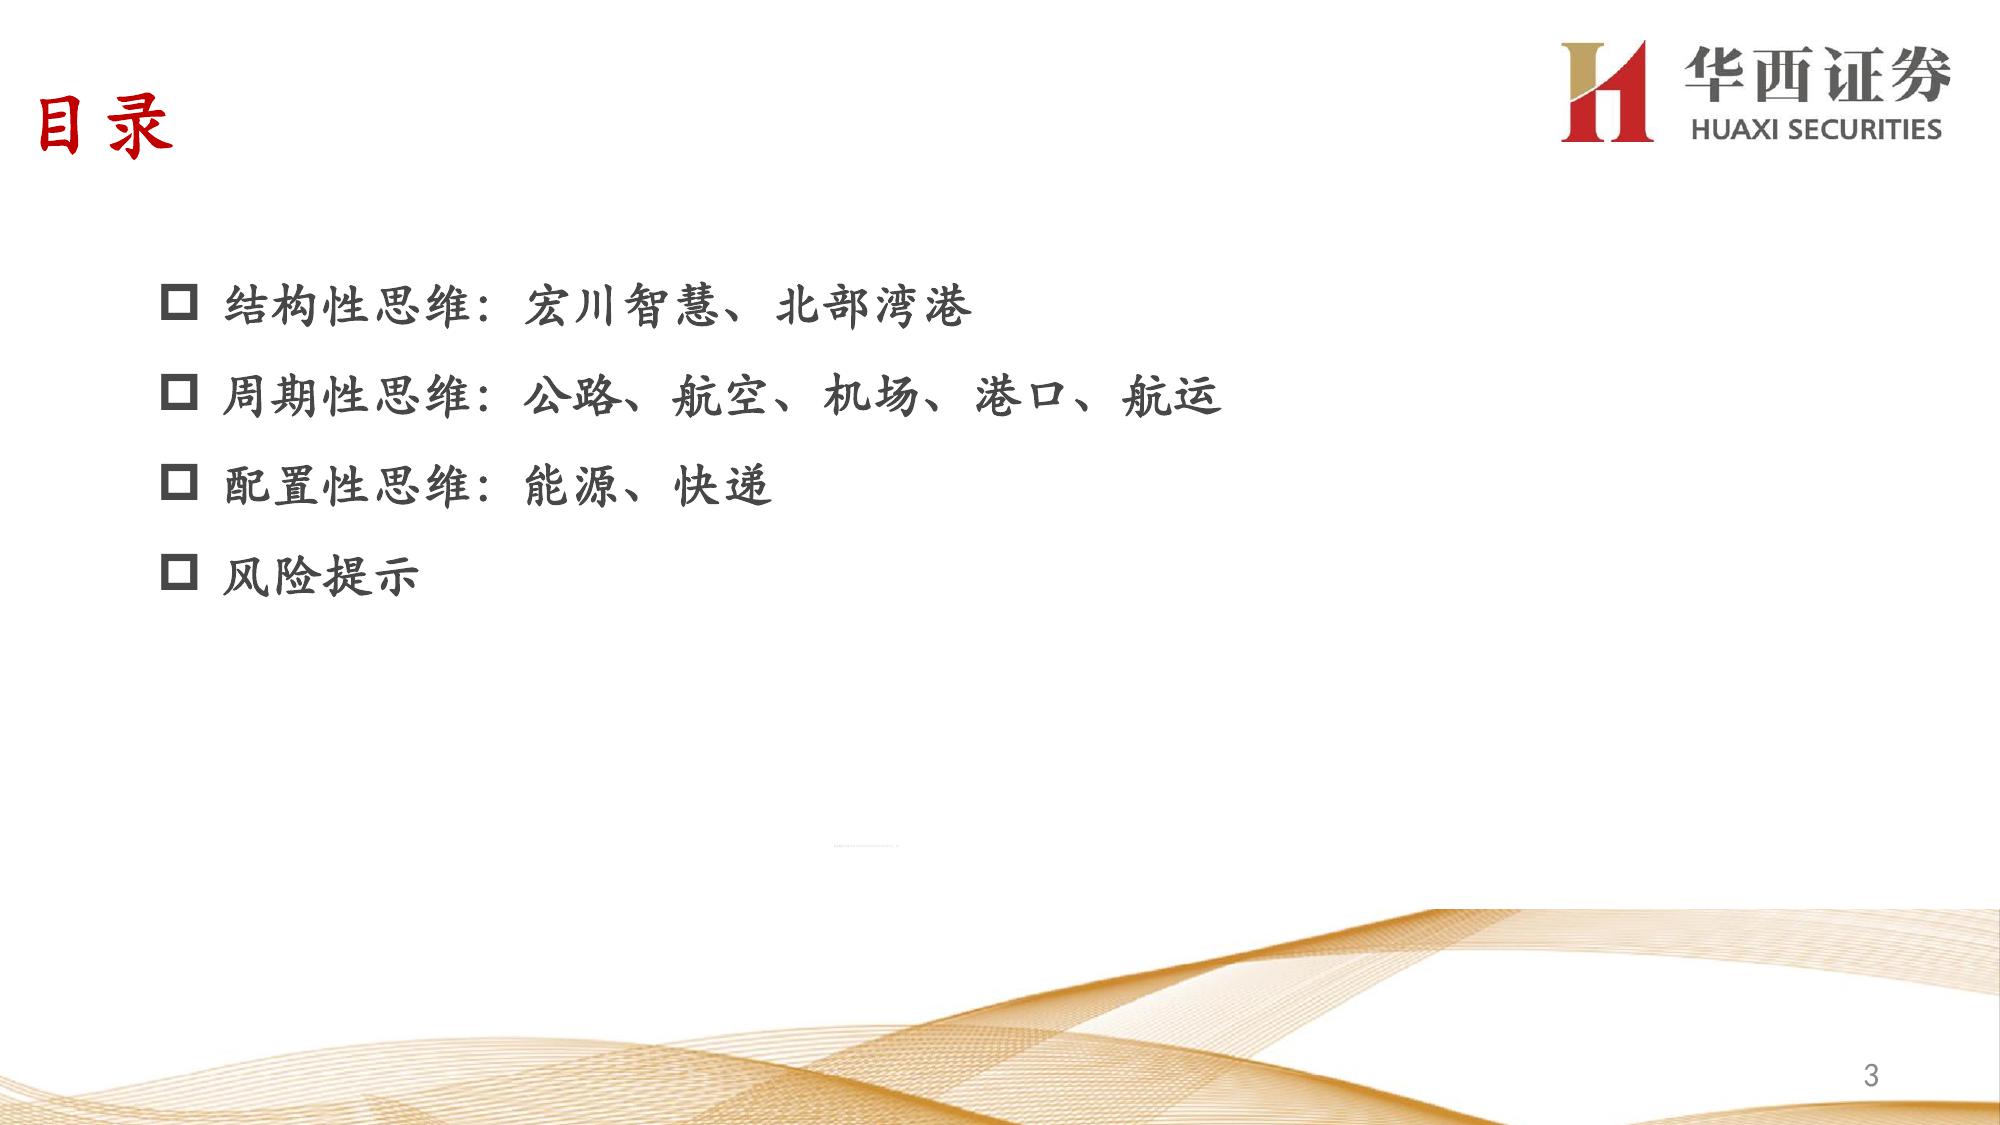 目录
华西证券
HUAXI SECURITIES
结构性思维：宏川智慧、北部湾港
周期性思维：公路、航空、机场、港口、航运
配置性思维：能源、快递
风险提示
3